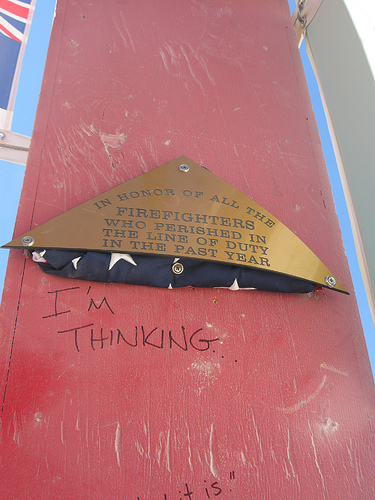 IN HONOR OF ALL THE
FIREFIGHTERS
WHO PERISHED IN
THE LINE OF DUTY
IN THE PAST YEAR
I'M
THINKING...
it is"